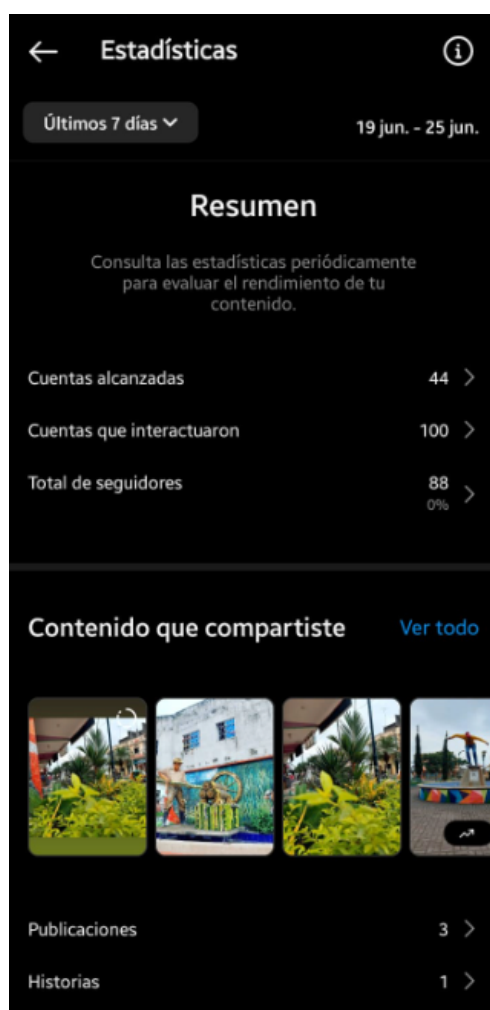 Estadísticas
Últimos 7 días
19 jun. - 25 jun.
Resumen
Consulta las estadísticas periódicamente
para evaluar el rendimiento de tu
contenido.
Cuentas alcanzadas 44
Cuentas que interactuaron 100
Total de seguidores 88
0%
Contenido que compartiste Ver todo
Publicaciones 3
Historias 1